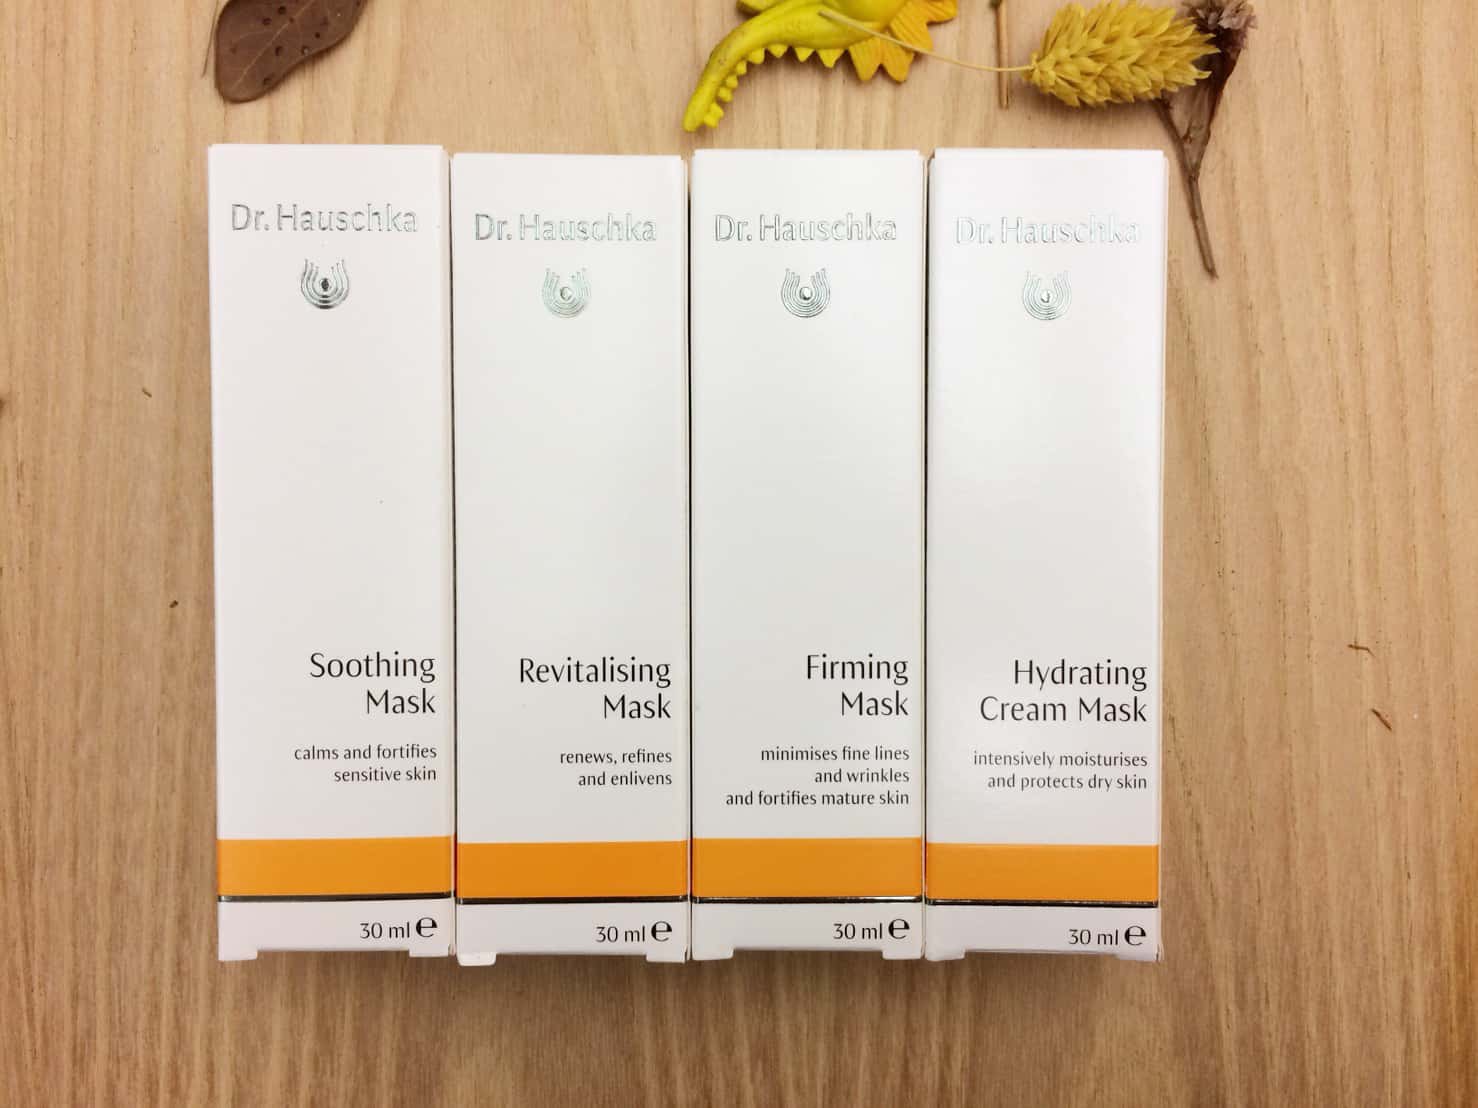 Dr. Hauschka
Soothing
Mask
calms and fortifies
sensitive skin
30 ml ℮
Dr. Hauschka
Revitalising
Mask
renews, refines
and enlivens
30 ml ℮
Dr. Hauschka
Firming
Mask
minimises fine lines
and wrinkles
and fortifies mature skin
30 ml ℮
Dr. Hauschka
Hydrating
Cream Mask
intensively moisturises
and protects dry skin
30 ml ℮